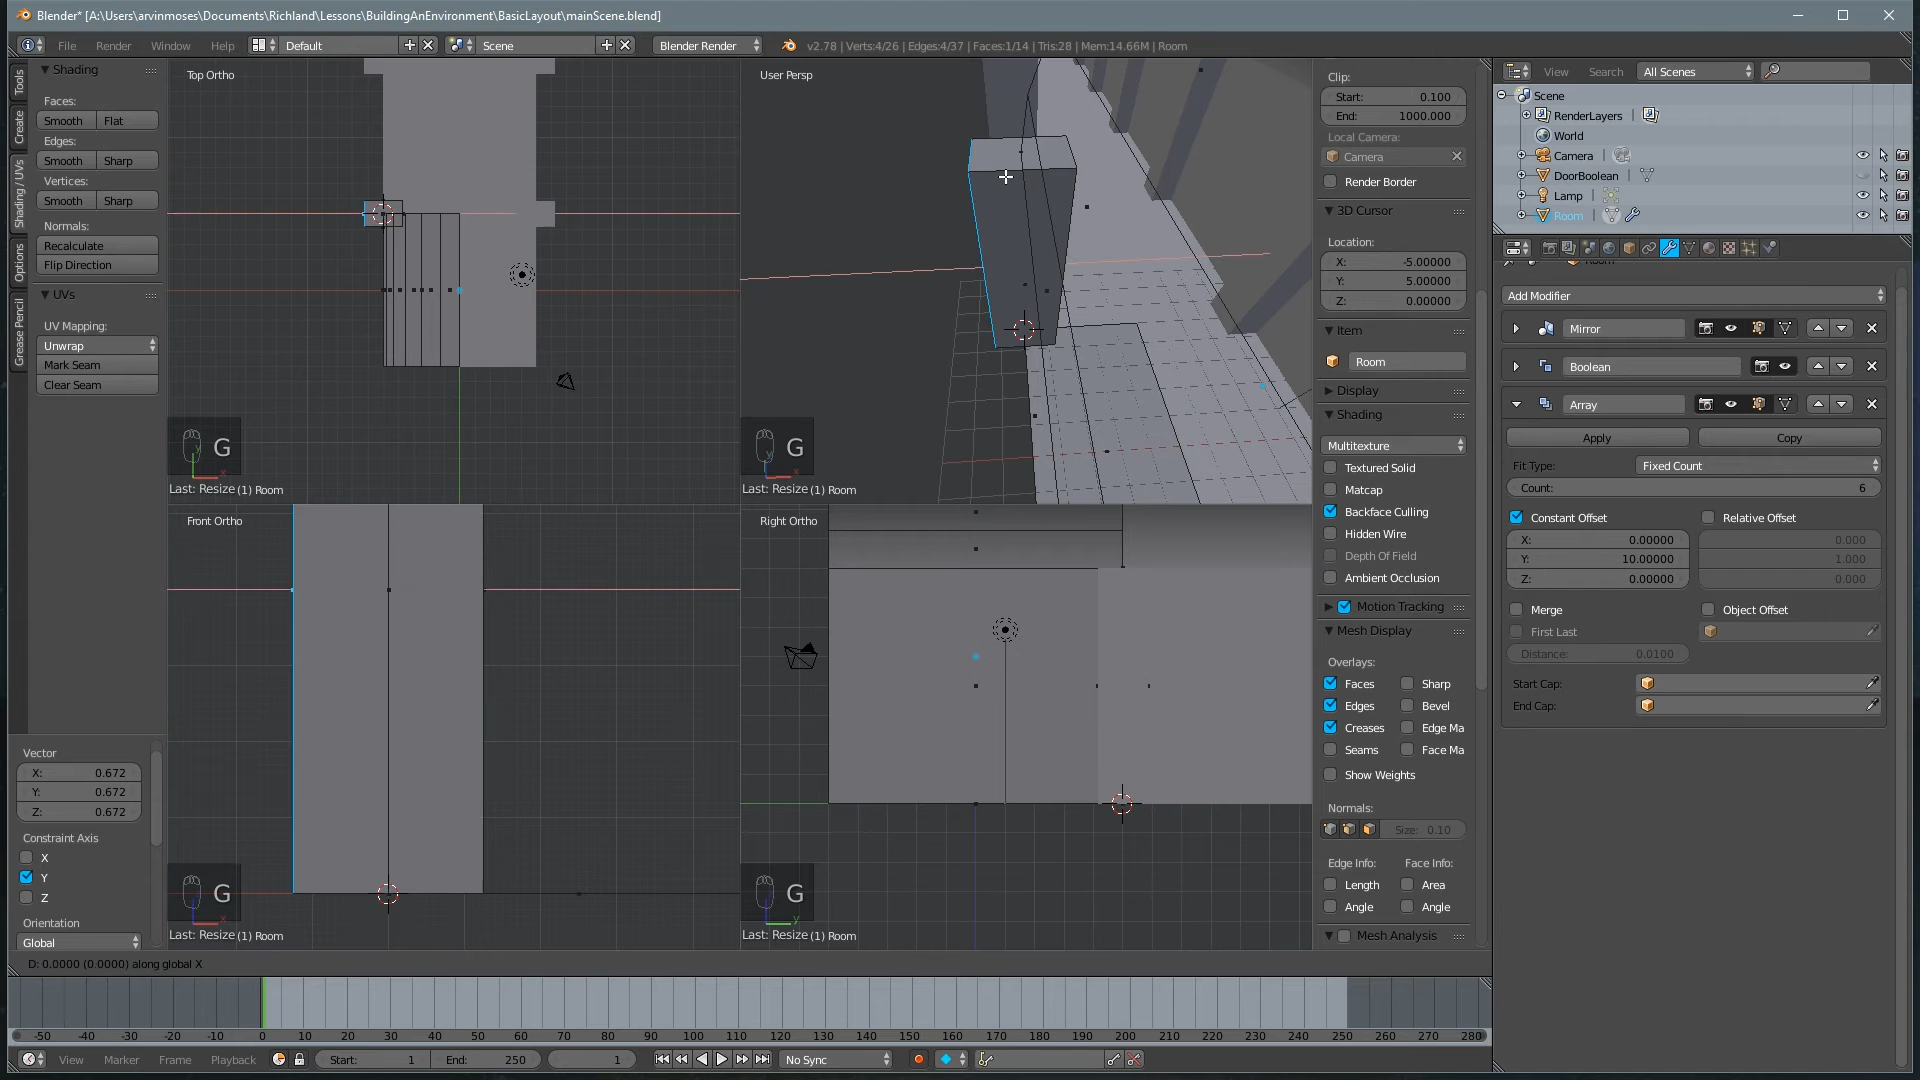 Blender* [A:\Users\arvinmoses\Documents\Richland\Lessons\BuildingAnEnvironment\BasicLayout\mainScene.blend]
File Render Window Help Default Scene Blender Render v2.78 | Verts:4/26 | Edges:4/37 | Faces:1/14 | Tris:28 | Mem:14.66M | Room
Tools
Create
Shading / UVs
Options
Grease Pencil
Shading
Faces:
Smooth Flat
Edges:
Smooth Sharp
Vertices:
Smooth Sharp
Normals:
Recalculate
Flip Direction
UVs
UV Mapping:
Unwrap
Mark Seam
Clear Seam
Vector
X: 0.672
Y: 0.672
Z: 0.672
Constraint Axis
X
Y
Z
Orientation
Global
Top Ortho
G
Last: Resize (1) Room
User Persp
G
Last: Resize (1) Room
Front Ortho
G
Last: Resize (1) Room
Right Ortho
G
Last: Resize (1) Room
D: 0.0000 (0.0000) along global X
Clip:
Start: 0.100
End: 1000.000
Local Camera:
Camera
Render Border
3D Cursor
Location:
X: -5.00000
Y: 5.00000
Z: 0.00000
Item
Room
Display
Shading
Multitexture
Textured Solid
Matcap
Backface Culling
Hidden Wire
Depth Of Field
Ambient Occlusion
Motion Tracking
Mesh Display
Overlays:
Faces Sharp
Edges Bevel
Creases Edge Ma
Seams Face Ma
Show Weights
Normals:
Size: 0.10
Edge Info: Face Info:
Length Area
Angle Angle
Mesh Analysis
View Search All Scenes
Scene
RenderLayers
World
Camera
DoorBoolean
Lamp
Room
Add Modifier
Mirror
Boolean
Array
Apply Copy
Fit Type: Fixed Count
Count: 6
Constant Offset Relative Offset
X: 0.00000 0.000
Y: 10.00000 1.000
Z: 0.00000 0.000
Merge Object Offset
First Last
Distance: 0.0100
Start Cap:
End Cap:
-50 -40 -30 -20 -10 0 10 20 30 40 50 60 70 80 90 100 110 120 130 140 150 160 170 180 190 200 210 220 230 240 250 260 270 280
View Marker Frame Playback Start: 1 End: 250 1 No Sync